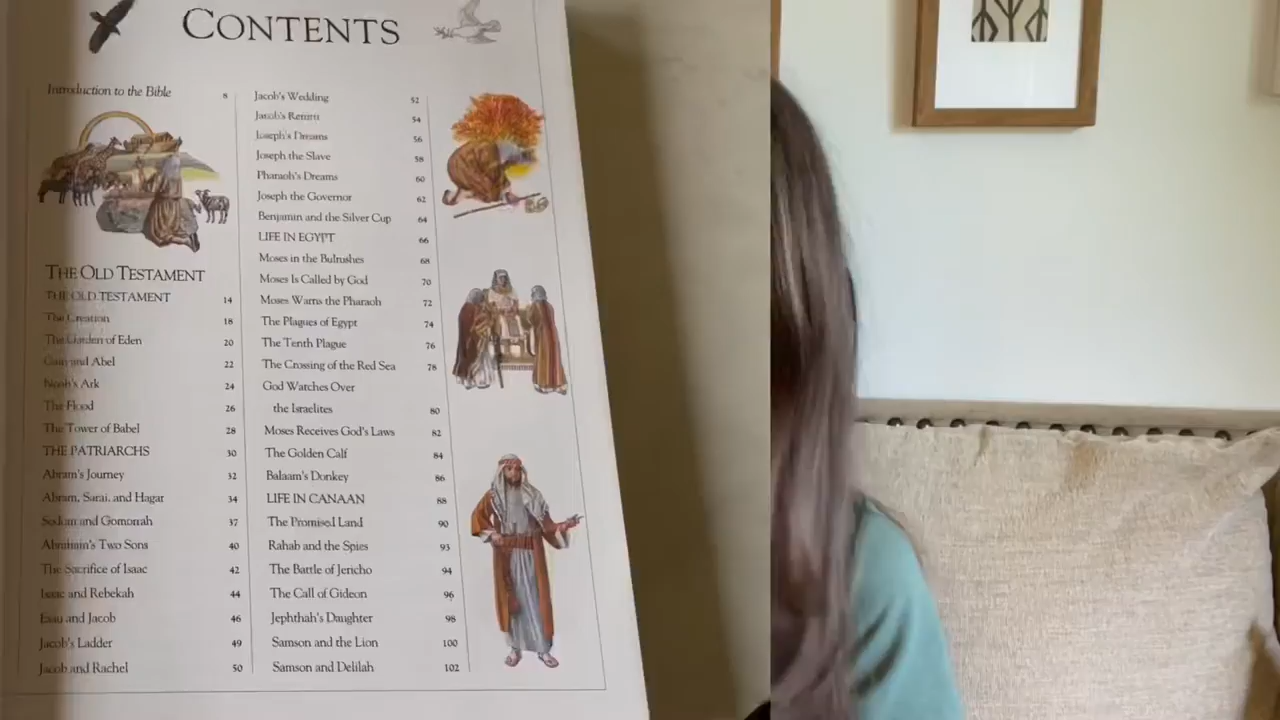 CONTENTS
Introduction to the Bible 8
THE OLD TESTAMENT
THE OLD TESTAMENT 14
The Creation 18
The Garden of Eden 20
Cain and Abel 22
Noah's Ark 24
The Flood 26
The Tower of Babel 28
THE PATRIARCHS 30
Abram's Journey 32
Abram, Sarai, and Hagar 34
Sodom and Gomorrah 37
Abraham's Two Sons 40
The Sacrifice of Isaac 42
Isaac and Rebekah 44
Esau and Jacob 46
Jacob's Ladder 49
Jacob and Rachel 50
Jacob's Wedding 52
Jacob's Return 54
Joseph's Dreams 56
Joseph the Slave 58
Pharaoh's Dreams 60
Joseph the Governor 62
Benjamin and the Silver Cup 64
LIFE IN EGYPT 66
Moses in the Bulrushes 68
Moses Is Called by God 70
Moses Warns the Pharaoh 72
The Plagues of Egypt 74
The Tenth Plague 76
The Crossing of the Red Sea 78
God Watches Over
the Israelites 80
Moses Receives God's Laws 82
The Golden Calf 84
Balaam's Donkey 86
LIFE IN CANAAN 88
The Promised Land 90
Rahab and the Spies 93
The Battle of Jericho 94
The Call of Gideon 96
Jephthah's Daughter 98
Samson and the Lion 100
Samson and Delilah 102